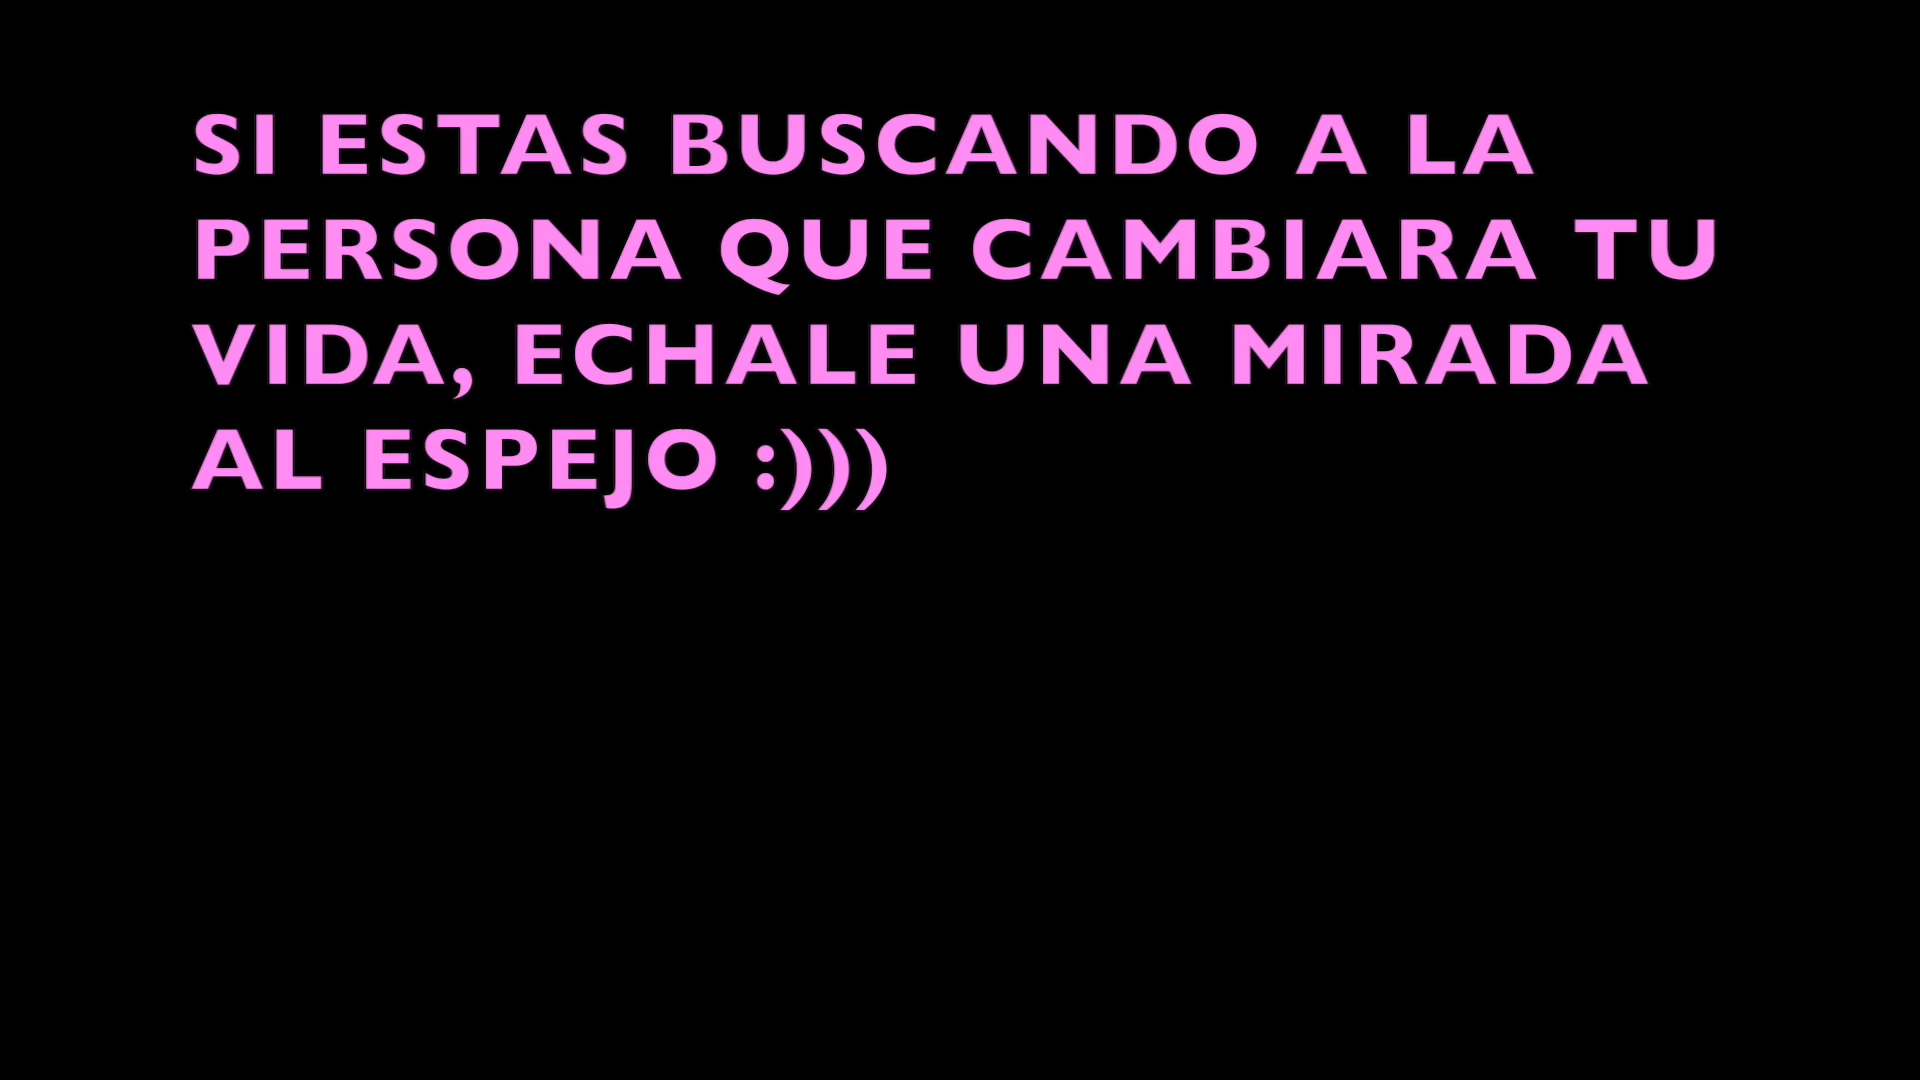 SI ESTAS BUSCANDO A LA
PERSONA QUE CAMBIARA TU
VIDA, ECHALE UNA MIRADA
AL ESPEJO :)))